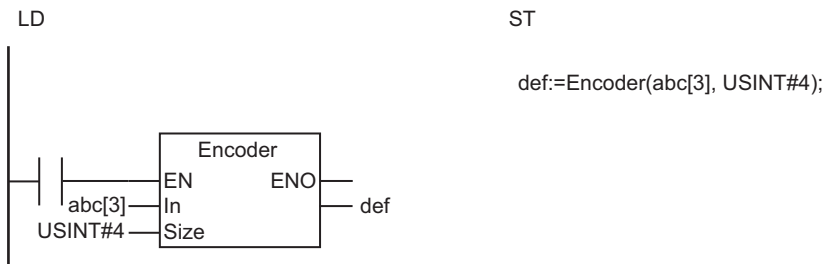 LD
ST
def:=Encoder(abc[3], USINT#4);
Encoder
EN ENO
abc[3] In def
USINT#4 Size